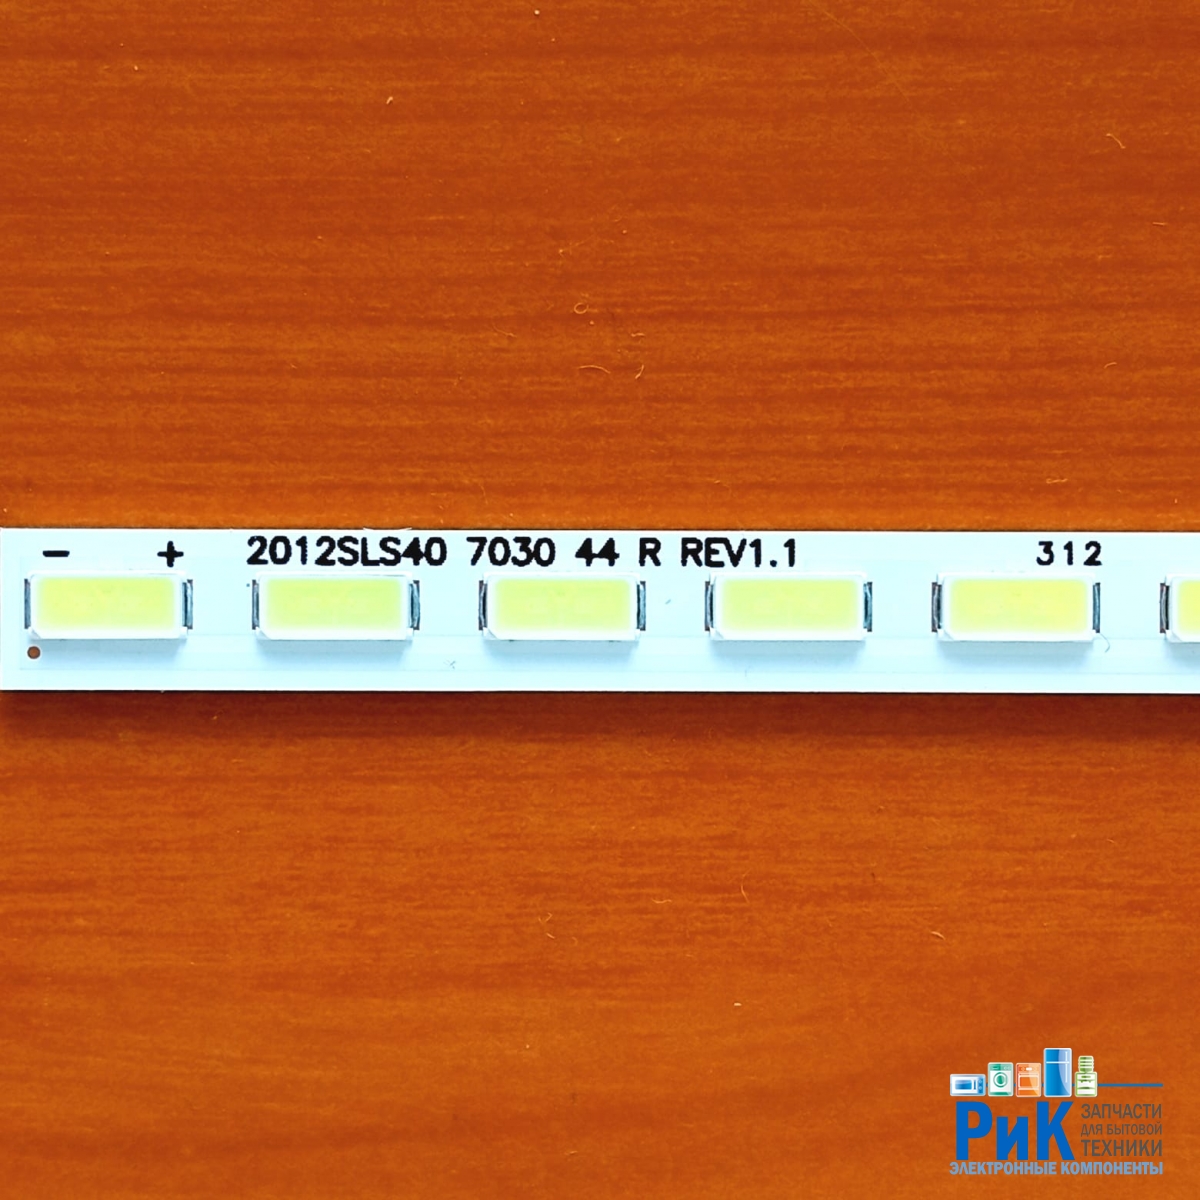 − + 2012SLS40 7030 44 R REV1.1 312
РиК ЗАПЧАСТИ
ДЛЯ БЫТОВОЙ
ТЕХНИКИ
ЭЛЕКТРОННЫЕ КОМПОНЕНТЫ